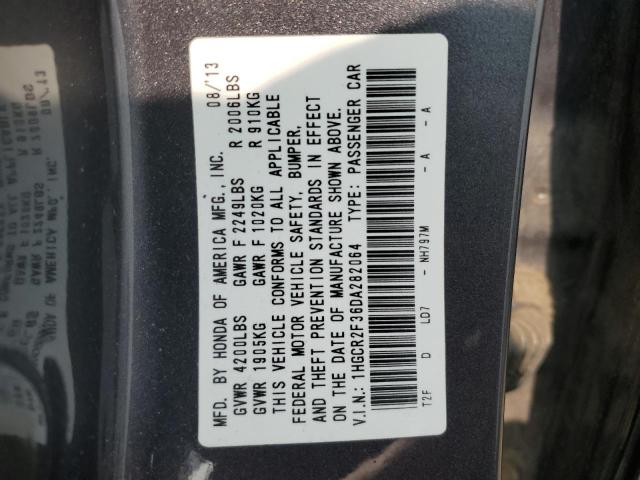 MFD. BY HONDA OF AMERICA MFG., INC. 08/13
GVWR 4200LBS GAWR F 2249LBS R 2006LBS
GVWR 1905KG GAWR F 1020KG R 910KG
THIS VEHICLE CONFORMS TO ALL APPLICABLE
FEDERAL MOTOR VEHICLE SAFETY, BUMPER,
AND THEFT PREVENTION STANDARDS IN EFFECT
ON THE DATE OF MANUFACTURE SHOWN ABOVE.
V.I.N.: 1HGCR2F36DA282064 TYPE: PASSENGER CAR
T2F D LD7 - NH797M - A - A